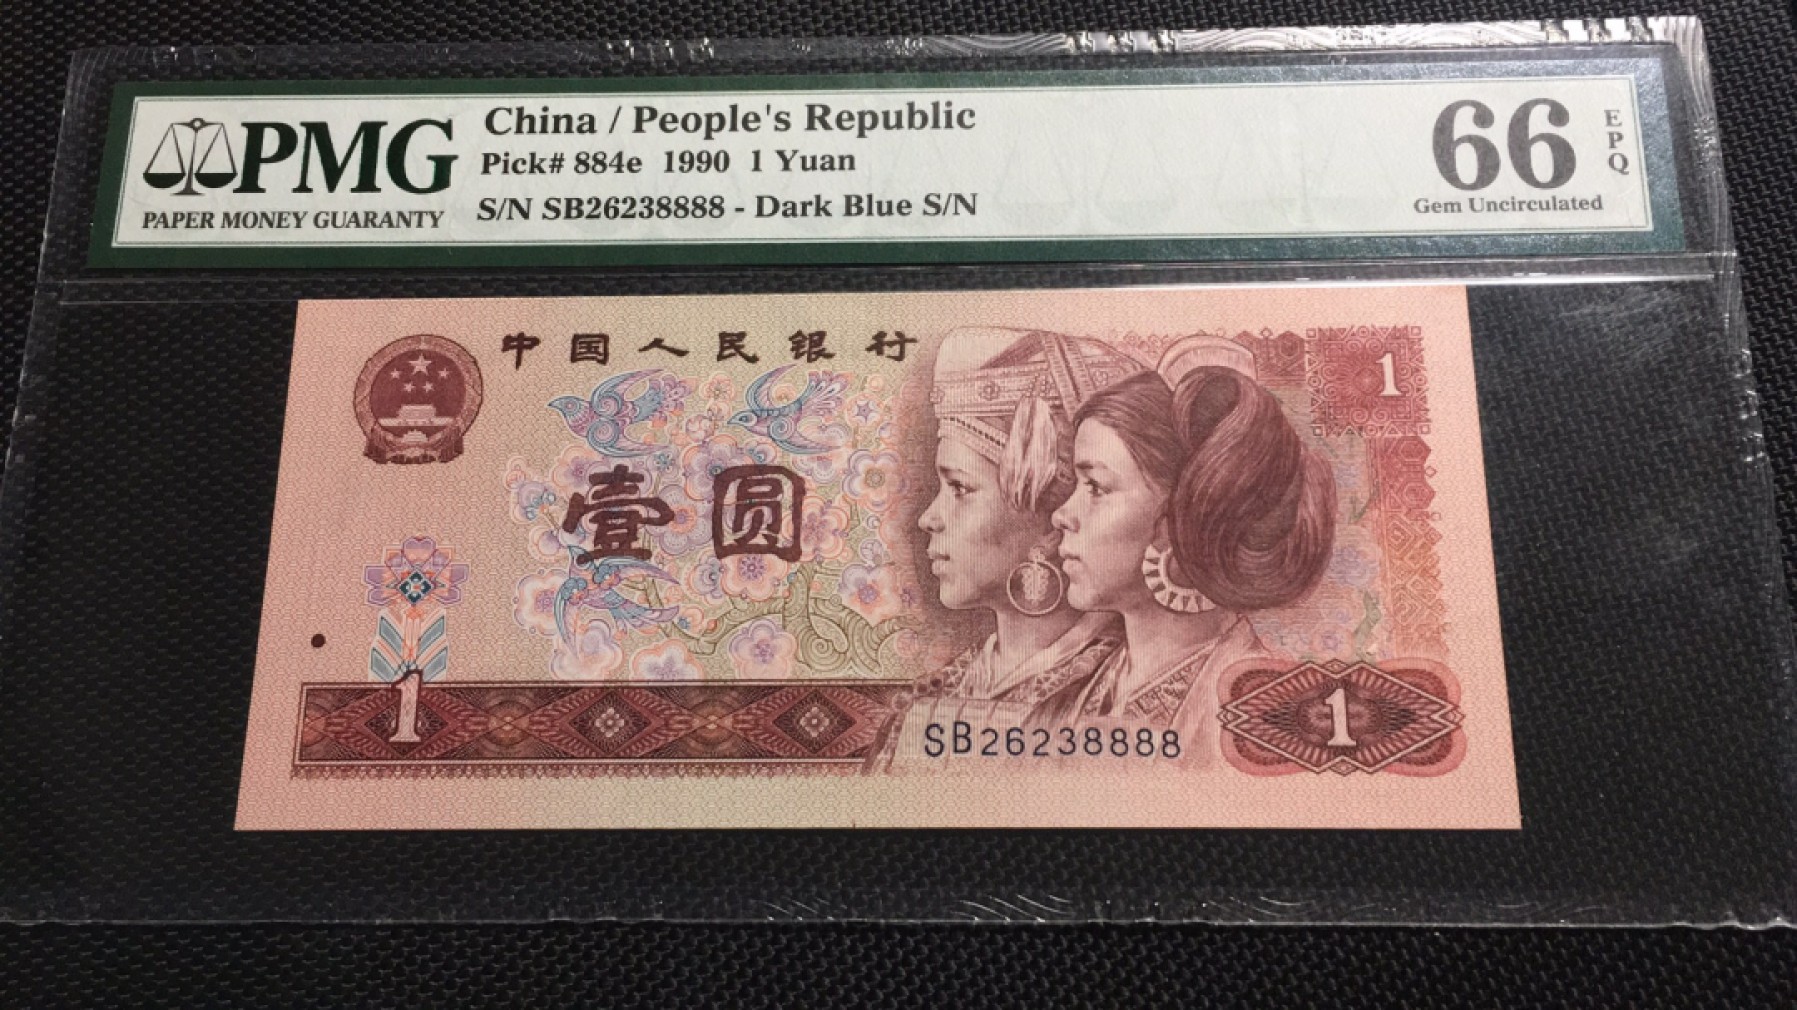 PMG
PAPER MONEY GUARANTY
China / People's Republic
Pick# 884e 1990 1 Yuan
S/N SB26238888 - Dark Blue S/N
66
EPQ
Gem Uncirculated
中国人民银行
1
壹圆
1
SB26238888
1